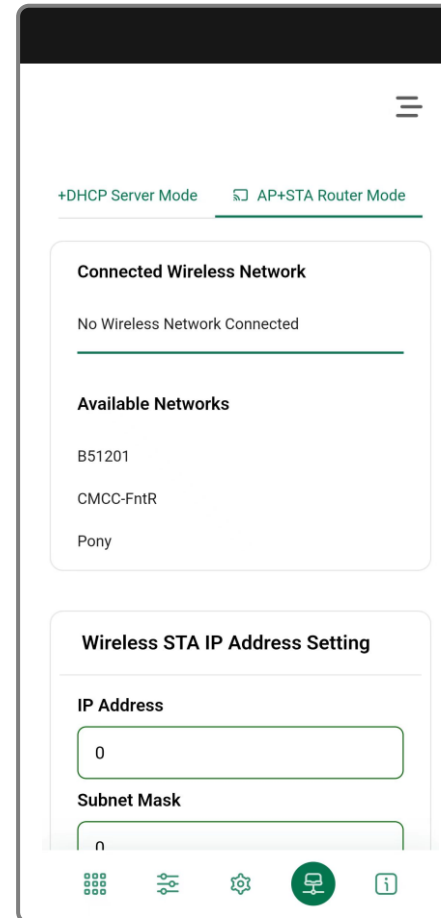 +DHCP Server Mode
AP+STA Router Mode
Connected Wireless Network
No Wireless Network Connected
Available Networks
B51201
CMCC-FntR
Pony
Wireless STA IP Address Setting
IP Address
0
Subnet Mask
0